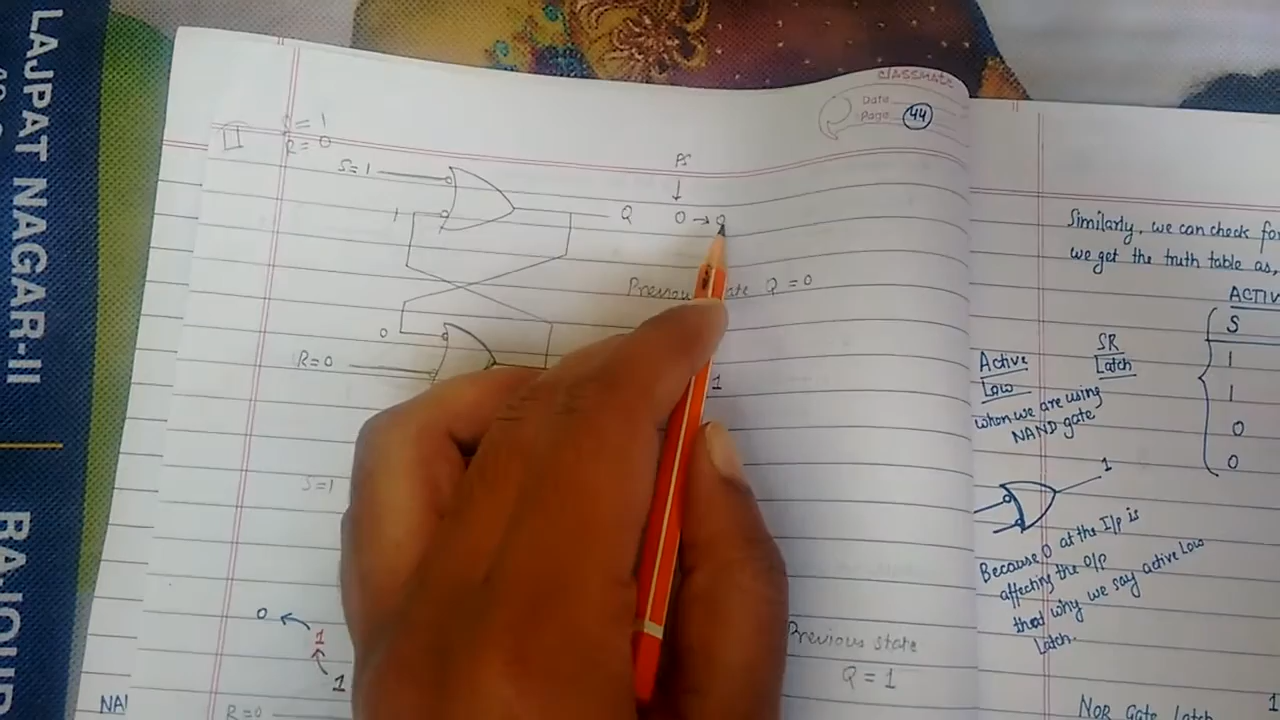 LAJPAT NAGAR-II
classmate
Date
Page 44
= 1
R = 0
S = 1
1
Q
PS
↓
0 → 0
Previous state Q = 0
0
R = 0
1
S = 1
0
1
1
Previous state
Q = 1
R = 0
NA
Similarly, we can check for
we get the truth table as,
ACTIV
S
1
1
0
0
SR
Latch
Active
Low
when we are using
NAND gate
1
Because 0 at the I/p is
affecting the O/p
that why we say active low
Latch.
NOR Gate Latch
1